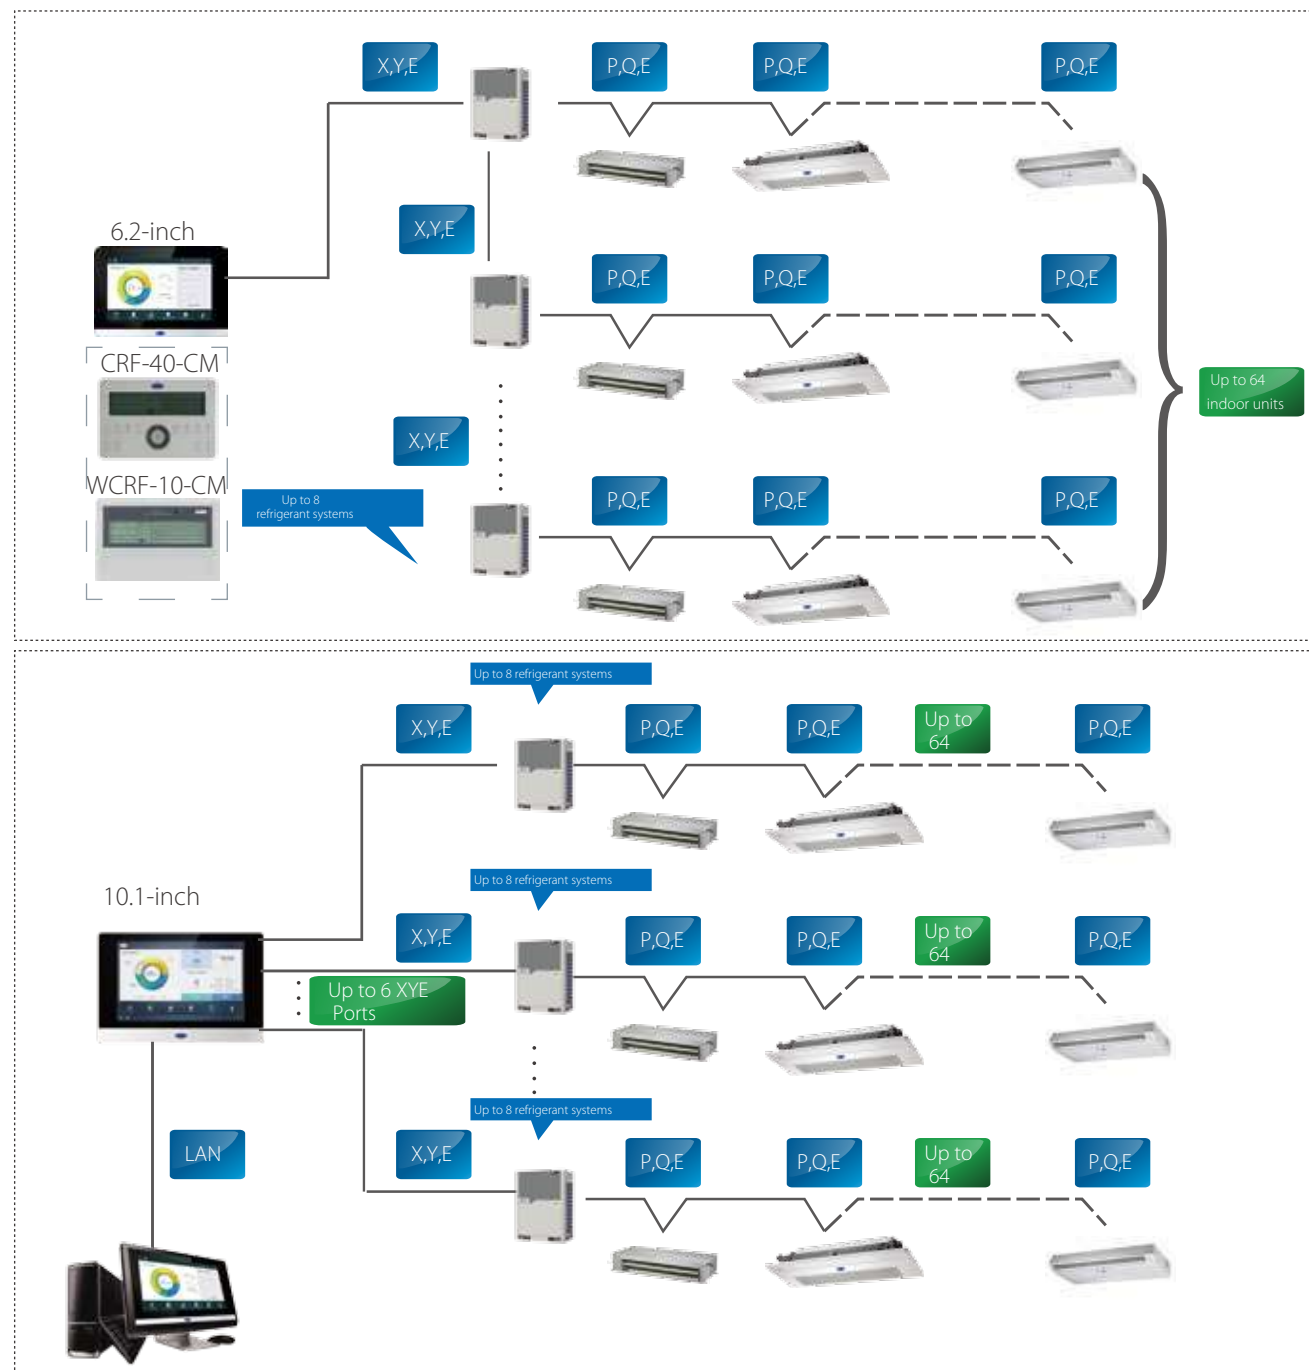 X,Y,E
P,Q,E
P,Q,E
P,Q,E
6.2-inch
X,Y,E
P,Q,E
P,Q,E
P,Q,E
CRF-40-CM
Up to 64
indoor units
X,Y,E
WCRF-10-CM
Up to 8
refrigerant systems
P,Q,E
P,Q,E
P,Q,E
Up to 8 refrigerant systems
X,Y,E
P,Q,E
P,Q,E
Up to
64
P,Q,E
Up to 8 refrigerant systems
10.1-inch
X,Y,E
P,Q,E
P,Q,E
Up to
64
P,Q,E
Up to 6 XYE
Ports
Up to 8 refrigerant systems
LAN
X,Y,E
P,Q,E
P,Q,E
Up to
64
P,Q,E